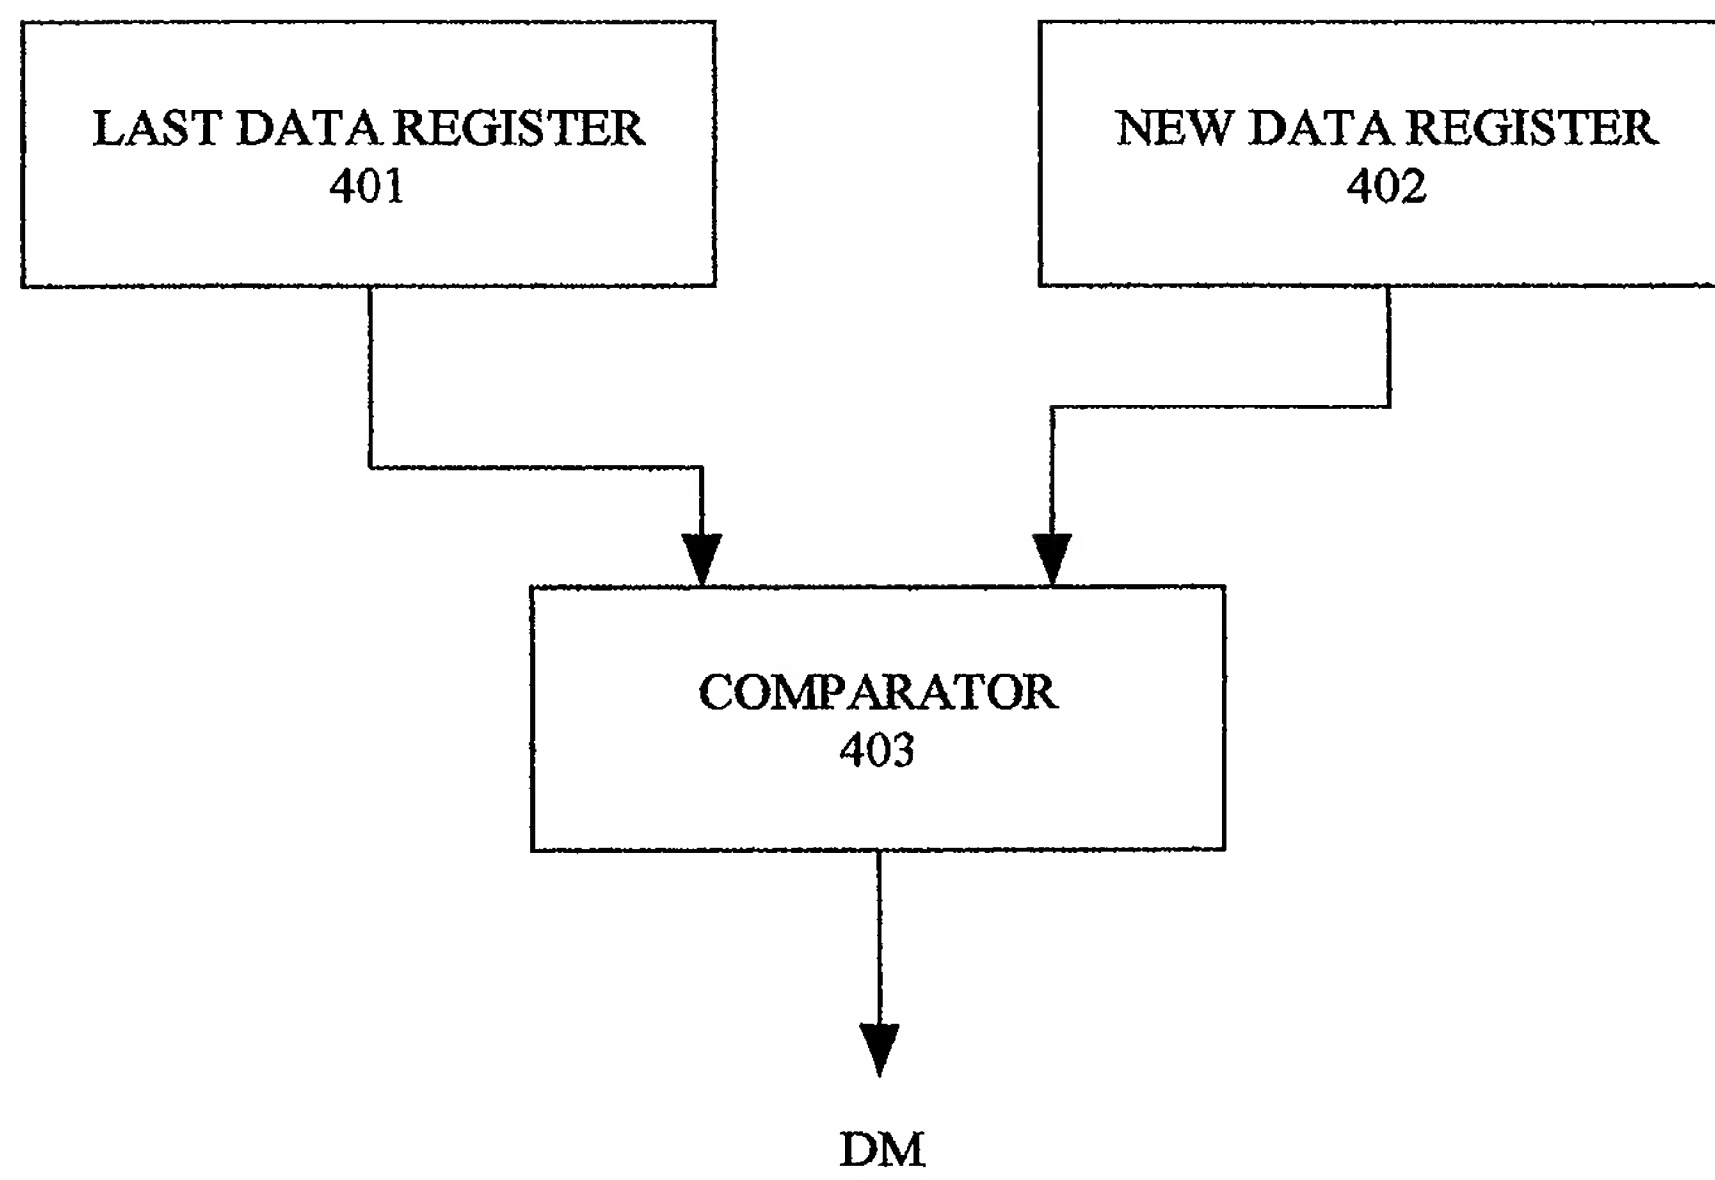 LAST DATA REGISTER
401
NEW DATA REGISTER
402
COMPARATOR
403
DM